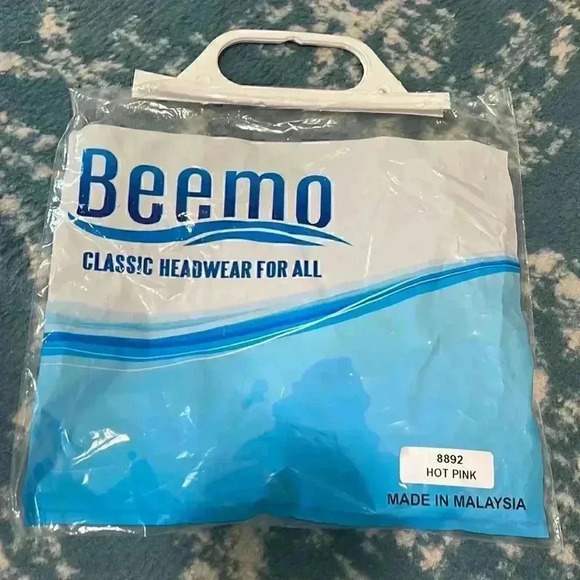 Beemo
CLASSIC HEADWEAR FOR ALL
8892
HOT PINK
MADE IN MALAYSIA